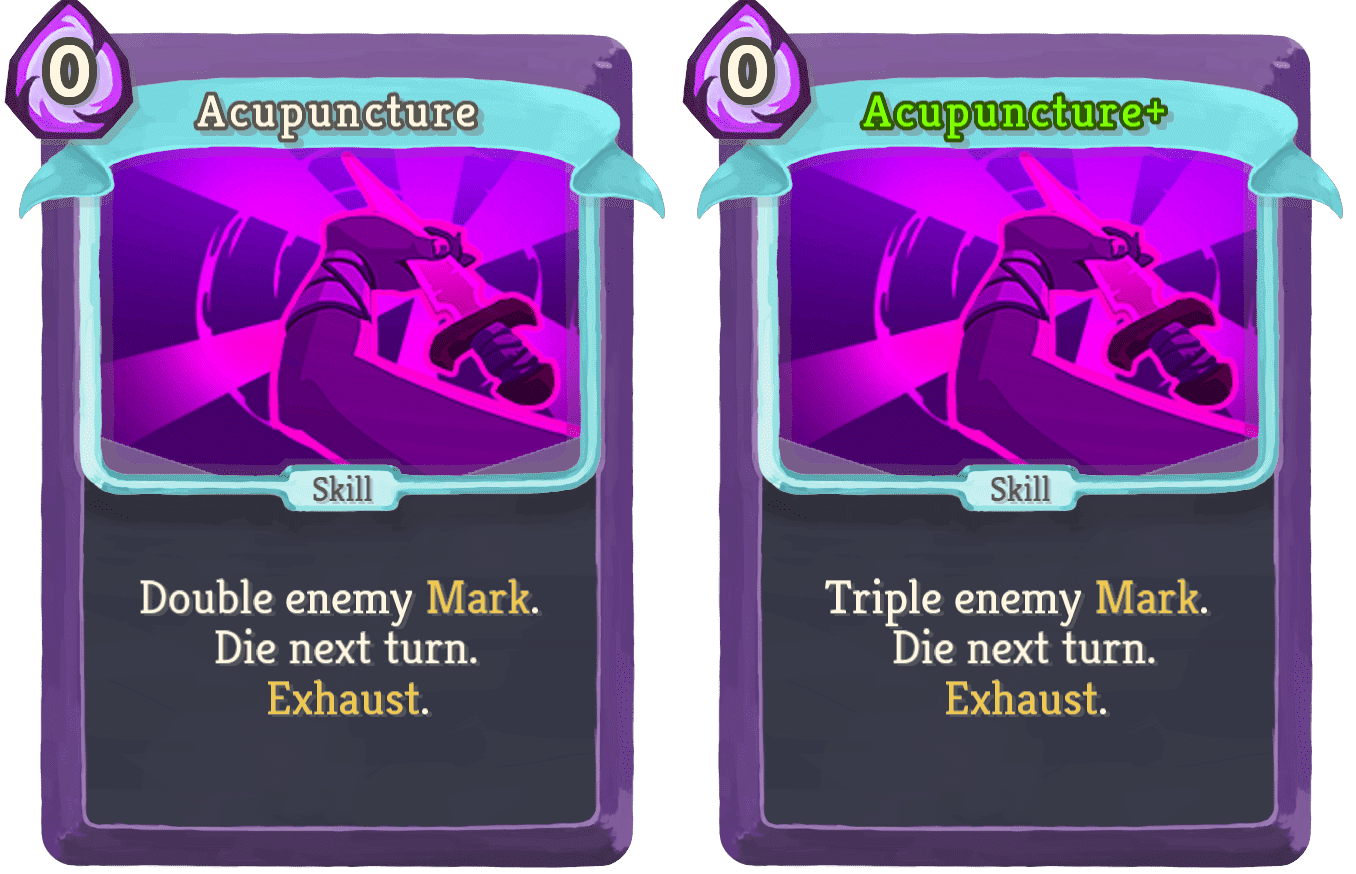 0
Acupuncture
Skill
Double enemy Mark.
Die next turn.
Exhaust.
0
Acupuncture+
Skill
Triple enemy Mark.
Die next turn.
Exhaust.